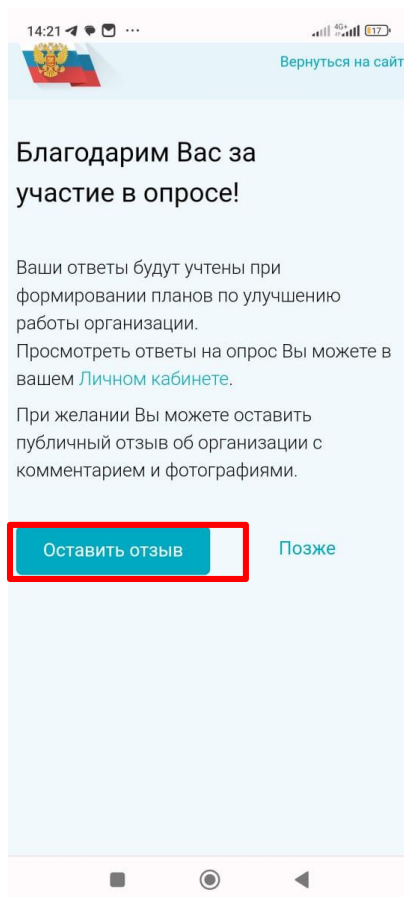 14:21
4G+
17
Вернуться на сайт
Благодарим Вас за
участие в опросе!
Ваши ответы будут учтены при
формировании планов по улучшению
работы организации.
Просмотреть ответы на опрос Вы можете в
вашем Личном кабинете.
При желании Вы можете оставить
публичный отзыв об организации с
комментарием и фотографиями.
Оставить отзыв
Позже